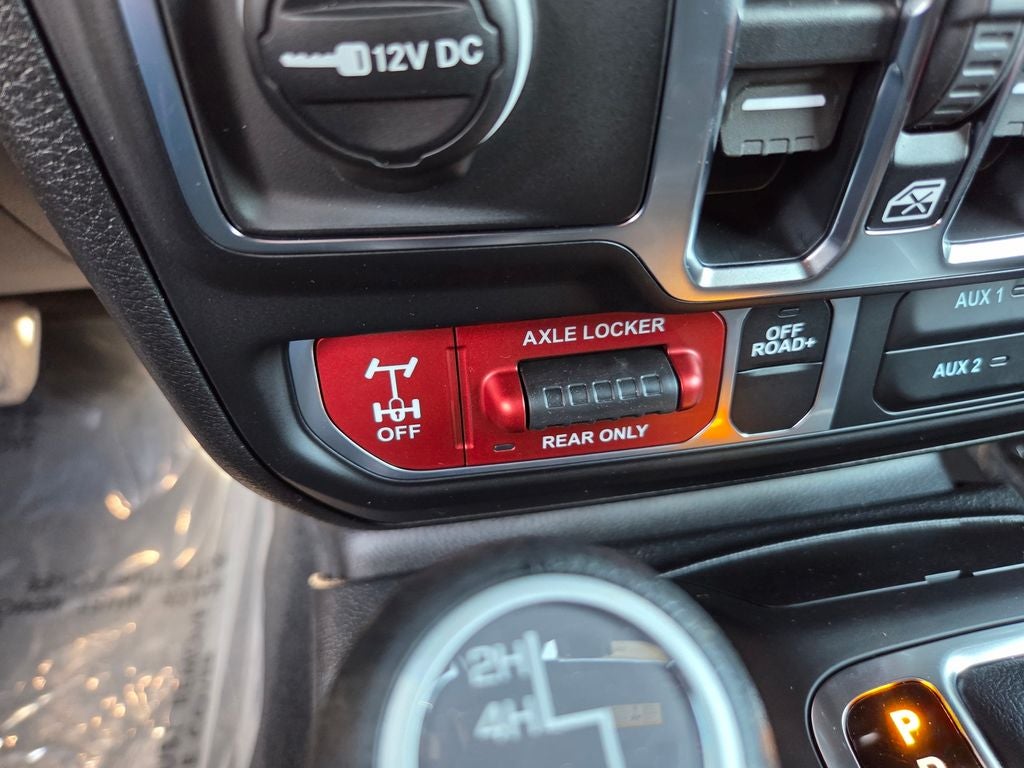 12V DC
AXLE LOCKER
OFF
REAR ONLY
OFF
ROAD+
AUX 1
AUX 2
2H
4H
P